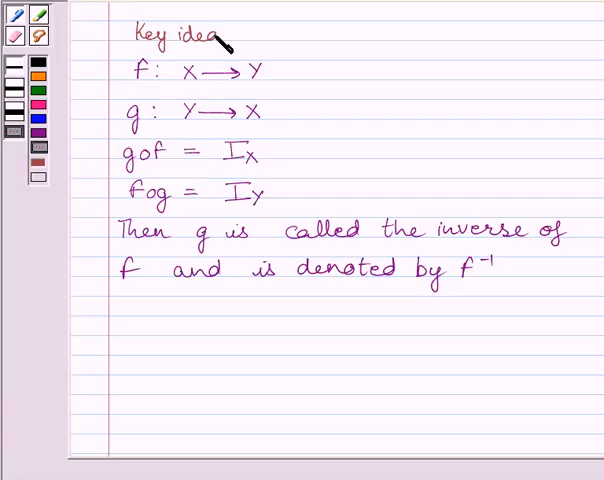 Key idea
f: X → Y
g: Y → X
gof = I_X
fog = I_Y
Then g is called the inverse of
f and is denoted by f⁻¹